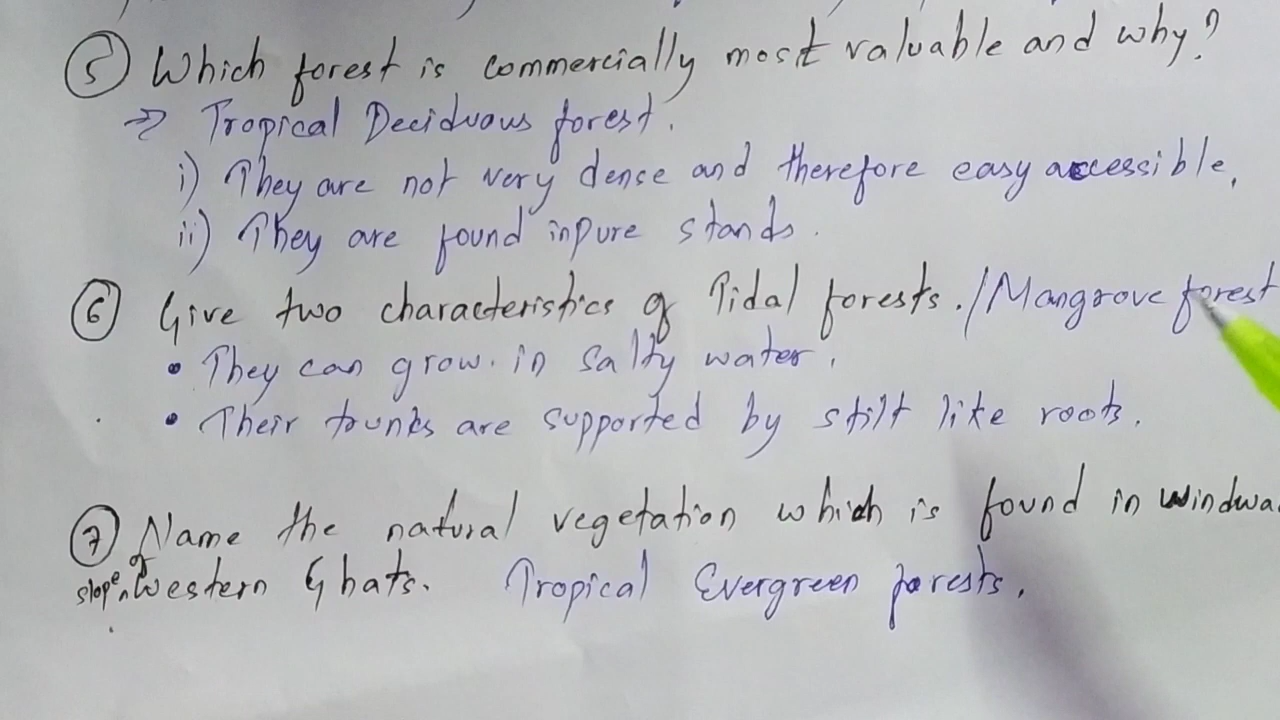 5 Which forest is commercially most valuable and why?
⇒ Tropical Deciduous forest.
i) They are not very dense and therefore easy accessible.
ii) They are found inpure stands.
6 Give two characteristics of Tidal forests. / Mangrove forest
• They can grow in salty water.
• Their trunks are supported by stilt like roots.
7 Name the natural vegetation which is found in windwa
slope of Western Ghats. Tropical Evergreen forests.